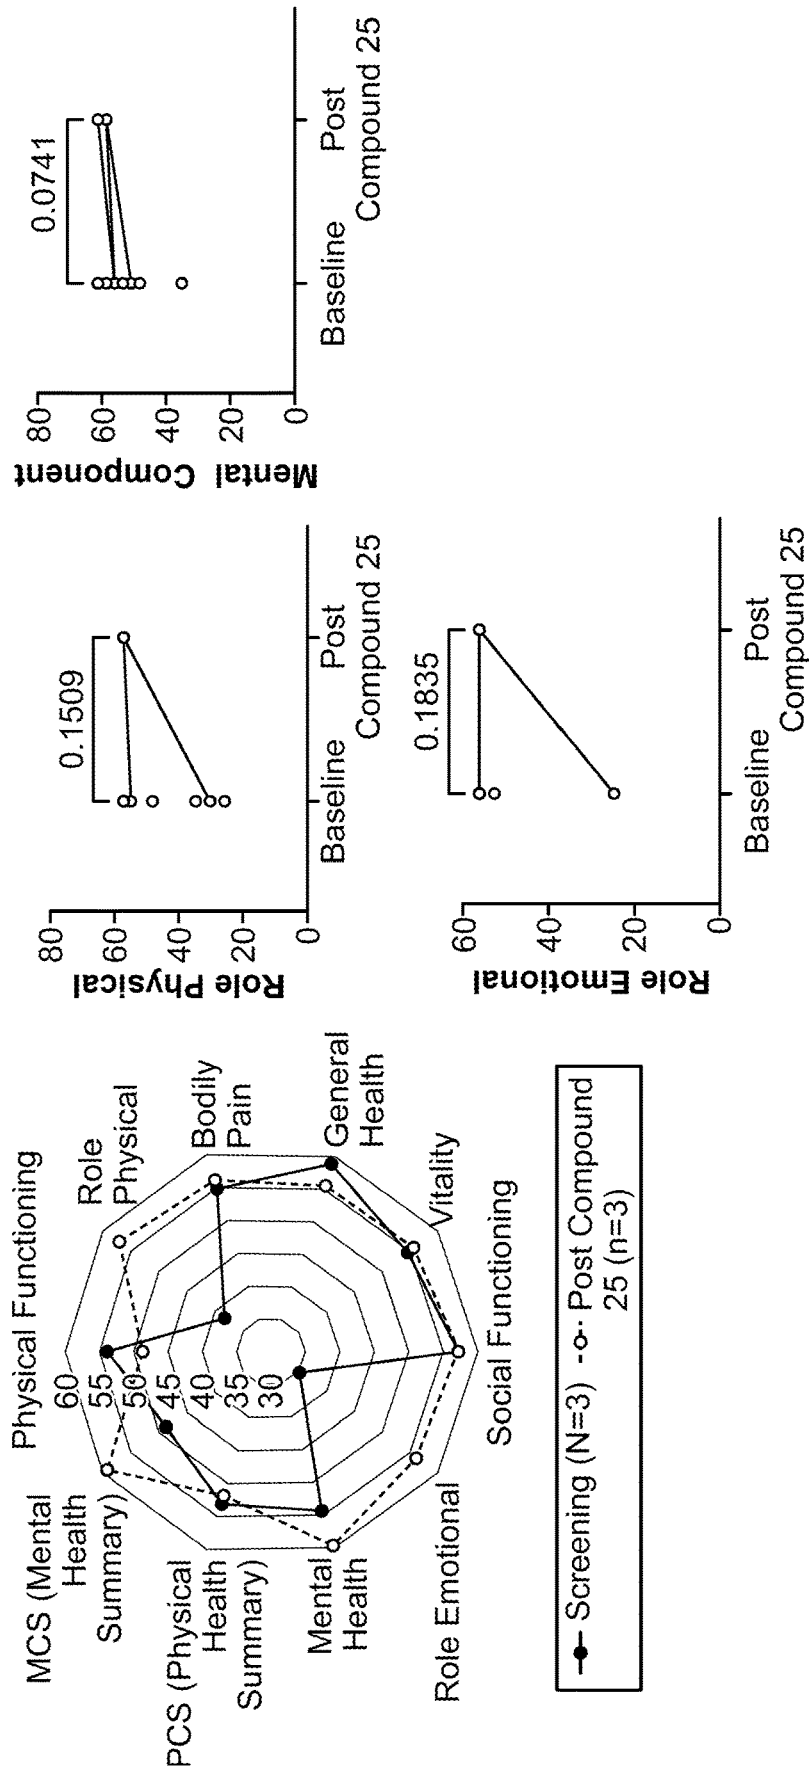 MCS (Mental
Health
Summary)
Physical Functioning
Role
Physical
Bodily
Pain
General
Health
Vitality
Social Functioning
Role Emotional
Mental
Health
PCS (Physical
Health
Summary)
60
55
50
45
40
35
30
Screening (N=3)
Post Compound
25 (n=3)
Role Physical
80
60
40
20
0
0.1509
Baseline
Post
Compound 25
Mental Component
80
60
40
20
0
0.0741
Baseline
Post
Compound 25
Role Emotional
60
40
20
0
0.1835
Baseline
Post
Compound 25